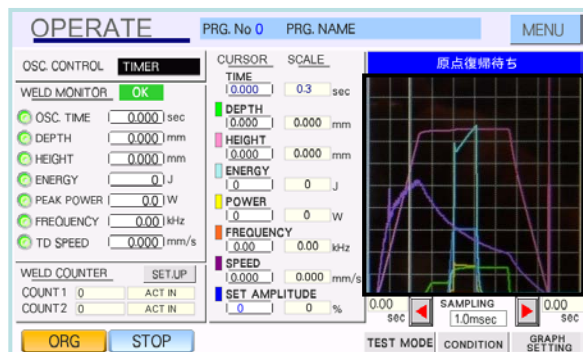 OPERATE PRG. No 0 PRG. NAME MENU
OSC. CONTROL TIMER
WELD MONITOR OK
OSC. TIME 0.000 sec
DEPTH 0.000 mm
HEIGHT 0.000 mm
ENERGY 0 J
PEAK POWER 0.0 W
FREQUENCY 0.00 kHz
TD SPEED 0.000 mm/s
WELD COUNTER SET.UP
COUNT1 0 ACT IN
COUNT2 0 ACT IN
ORG STOP
CURSOR SCALE
TIME
0.000 0.3 sec
DEPTH
0.000 0.000 mm
HEIGHT
0.000 0.000 mm
ENERGY
0 0 J
POWER
0 0 W
FREQUENCY
0.00 0.00 kHz
SPEED
0.000 0.000 mm/s
SET AMPLITUDE
0 0 %
原点復帰待ち
0.00 sec SAMPLING 1.0msec 0.00 sec
TEST MODE CONDITION GRAPH SETTING